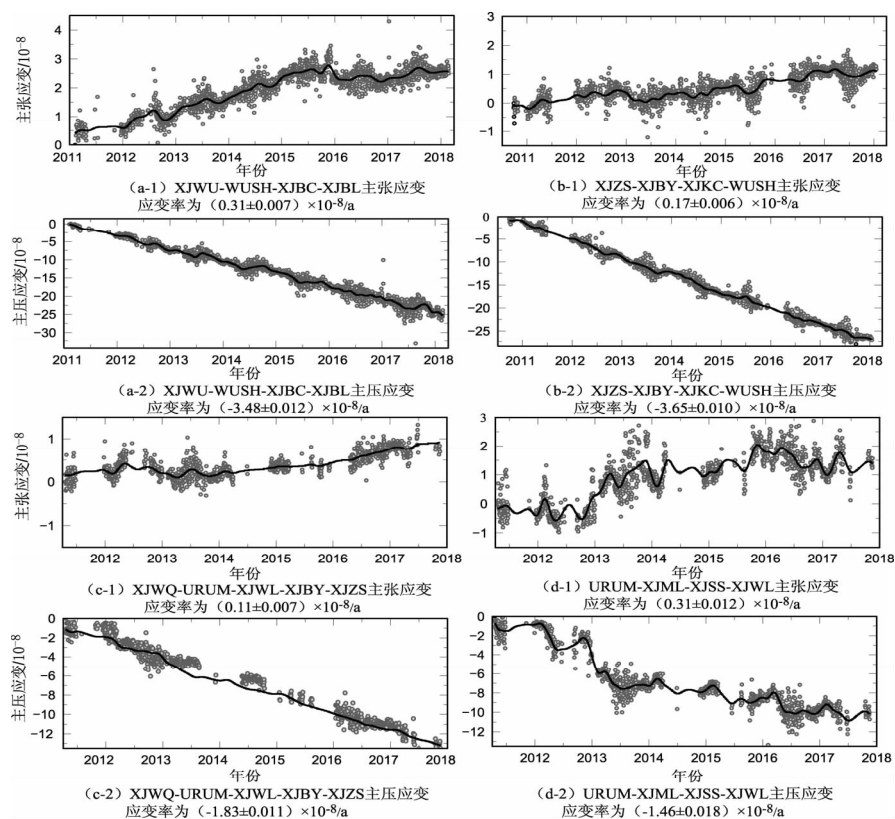 主张应变/10⁻⁸
4
3
2
1
0
2011 2012 2013 2014 2015 2016 2017 2018
年份
(a-1) XJWU-WUSH-XJBC-XJBL主张应变
应变率为(0.31±0.007)×10⁻⁸/a
3
2
1
0
−1
2011 2012 2013 2014 2015 2016 2017 2018
年份
(b-1) XJZS-XJBY-XJKC-WUSH主张应变
应变率为(0.17±0.006)×10⁻⁸/a
主压应变/10⁻⁸
0
−5
−10
−15
−20
−25
−30
2011 2012 2013 2014 2015 2016 2017 2018
年份
(a-2) XJWU-WUSH-XJBC-XJBL主压应变
应变率为(-3.48±0.012)×10⁻⁸/a
0
−5
−10
−15
−20
−25
2011 2012 2013 2014 2015 2016 2017 2018
年份
(b-2) XJZS-XJBY-XJKC-WUSH主压应变
应变率为(-3.65±0.010)×10⁻⁸/a
主张应变/10⁻⁸
1
0
−1
2012 2013 2014 2015 2016 2017 2018
年份
(c-1) XJWQ-URUM-XJWL-XJBY-XJZS主张应变
应变率为(0.11±0.007)×10⁻⁸/a
3
2
1
0
−1
2012 2013 2014 2015 2016 2017 2018
年份
(d-1) URUM-XJML-XJSS-XJWL主张应变
应变率为(0.31±0.012)×10⁻⁸/a
主压应变/10⁻⁸
0
−2
−4
−6
−8
−10
−12
2012 2013 2014 2015 2016 2017 2018
年份
(c-2) XJWQ-URUM-XJWL-XJBY-XJZS主压应变
应变率为(-1.83±0.011)×10⁻⁸/a
0
−2
−4
−6
−8
−10
−12
2012 2013 2014 2015 2016 2017 2018
年份
(d-2) URUM-XJML-XJSS-XJWL主压应变
应变率为(-1.46±0.018)×10⁻⁸/a